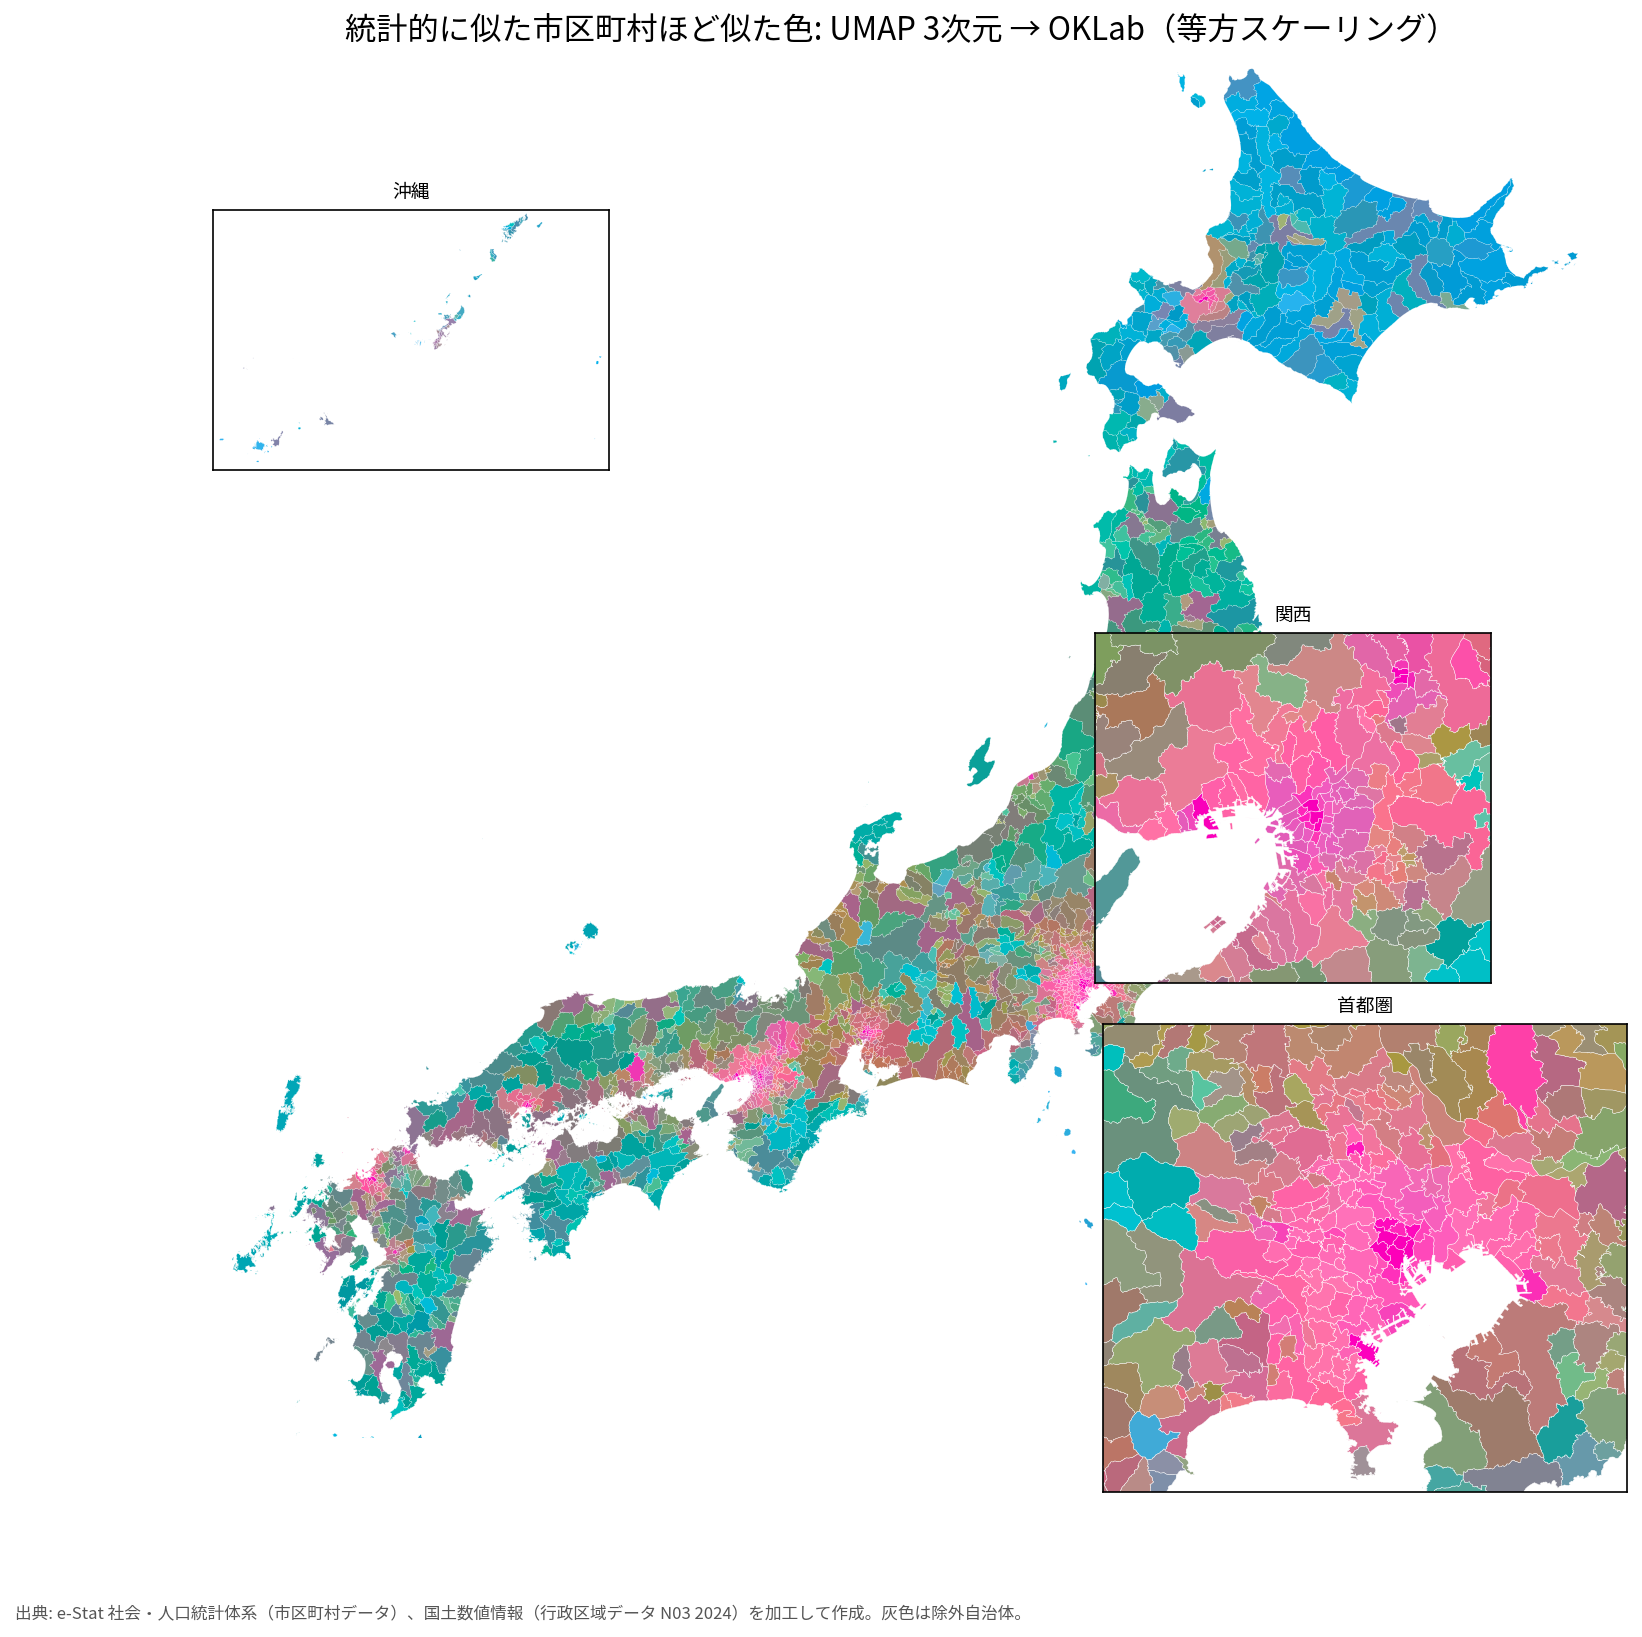 統計的に似た市区町村ほど似た色: UMAP 3次元 → OKLab（等方スケーリング）
沖縄
関西
首都圏
出典: e-Stat 社会・人口統計体系（市区町村データ）、国土数値情報（行政区域データ N03 2024）を加工して作成。灰色は除外自治体。